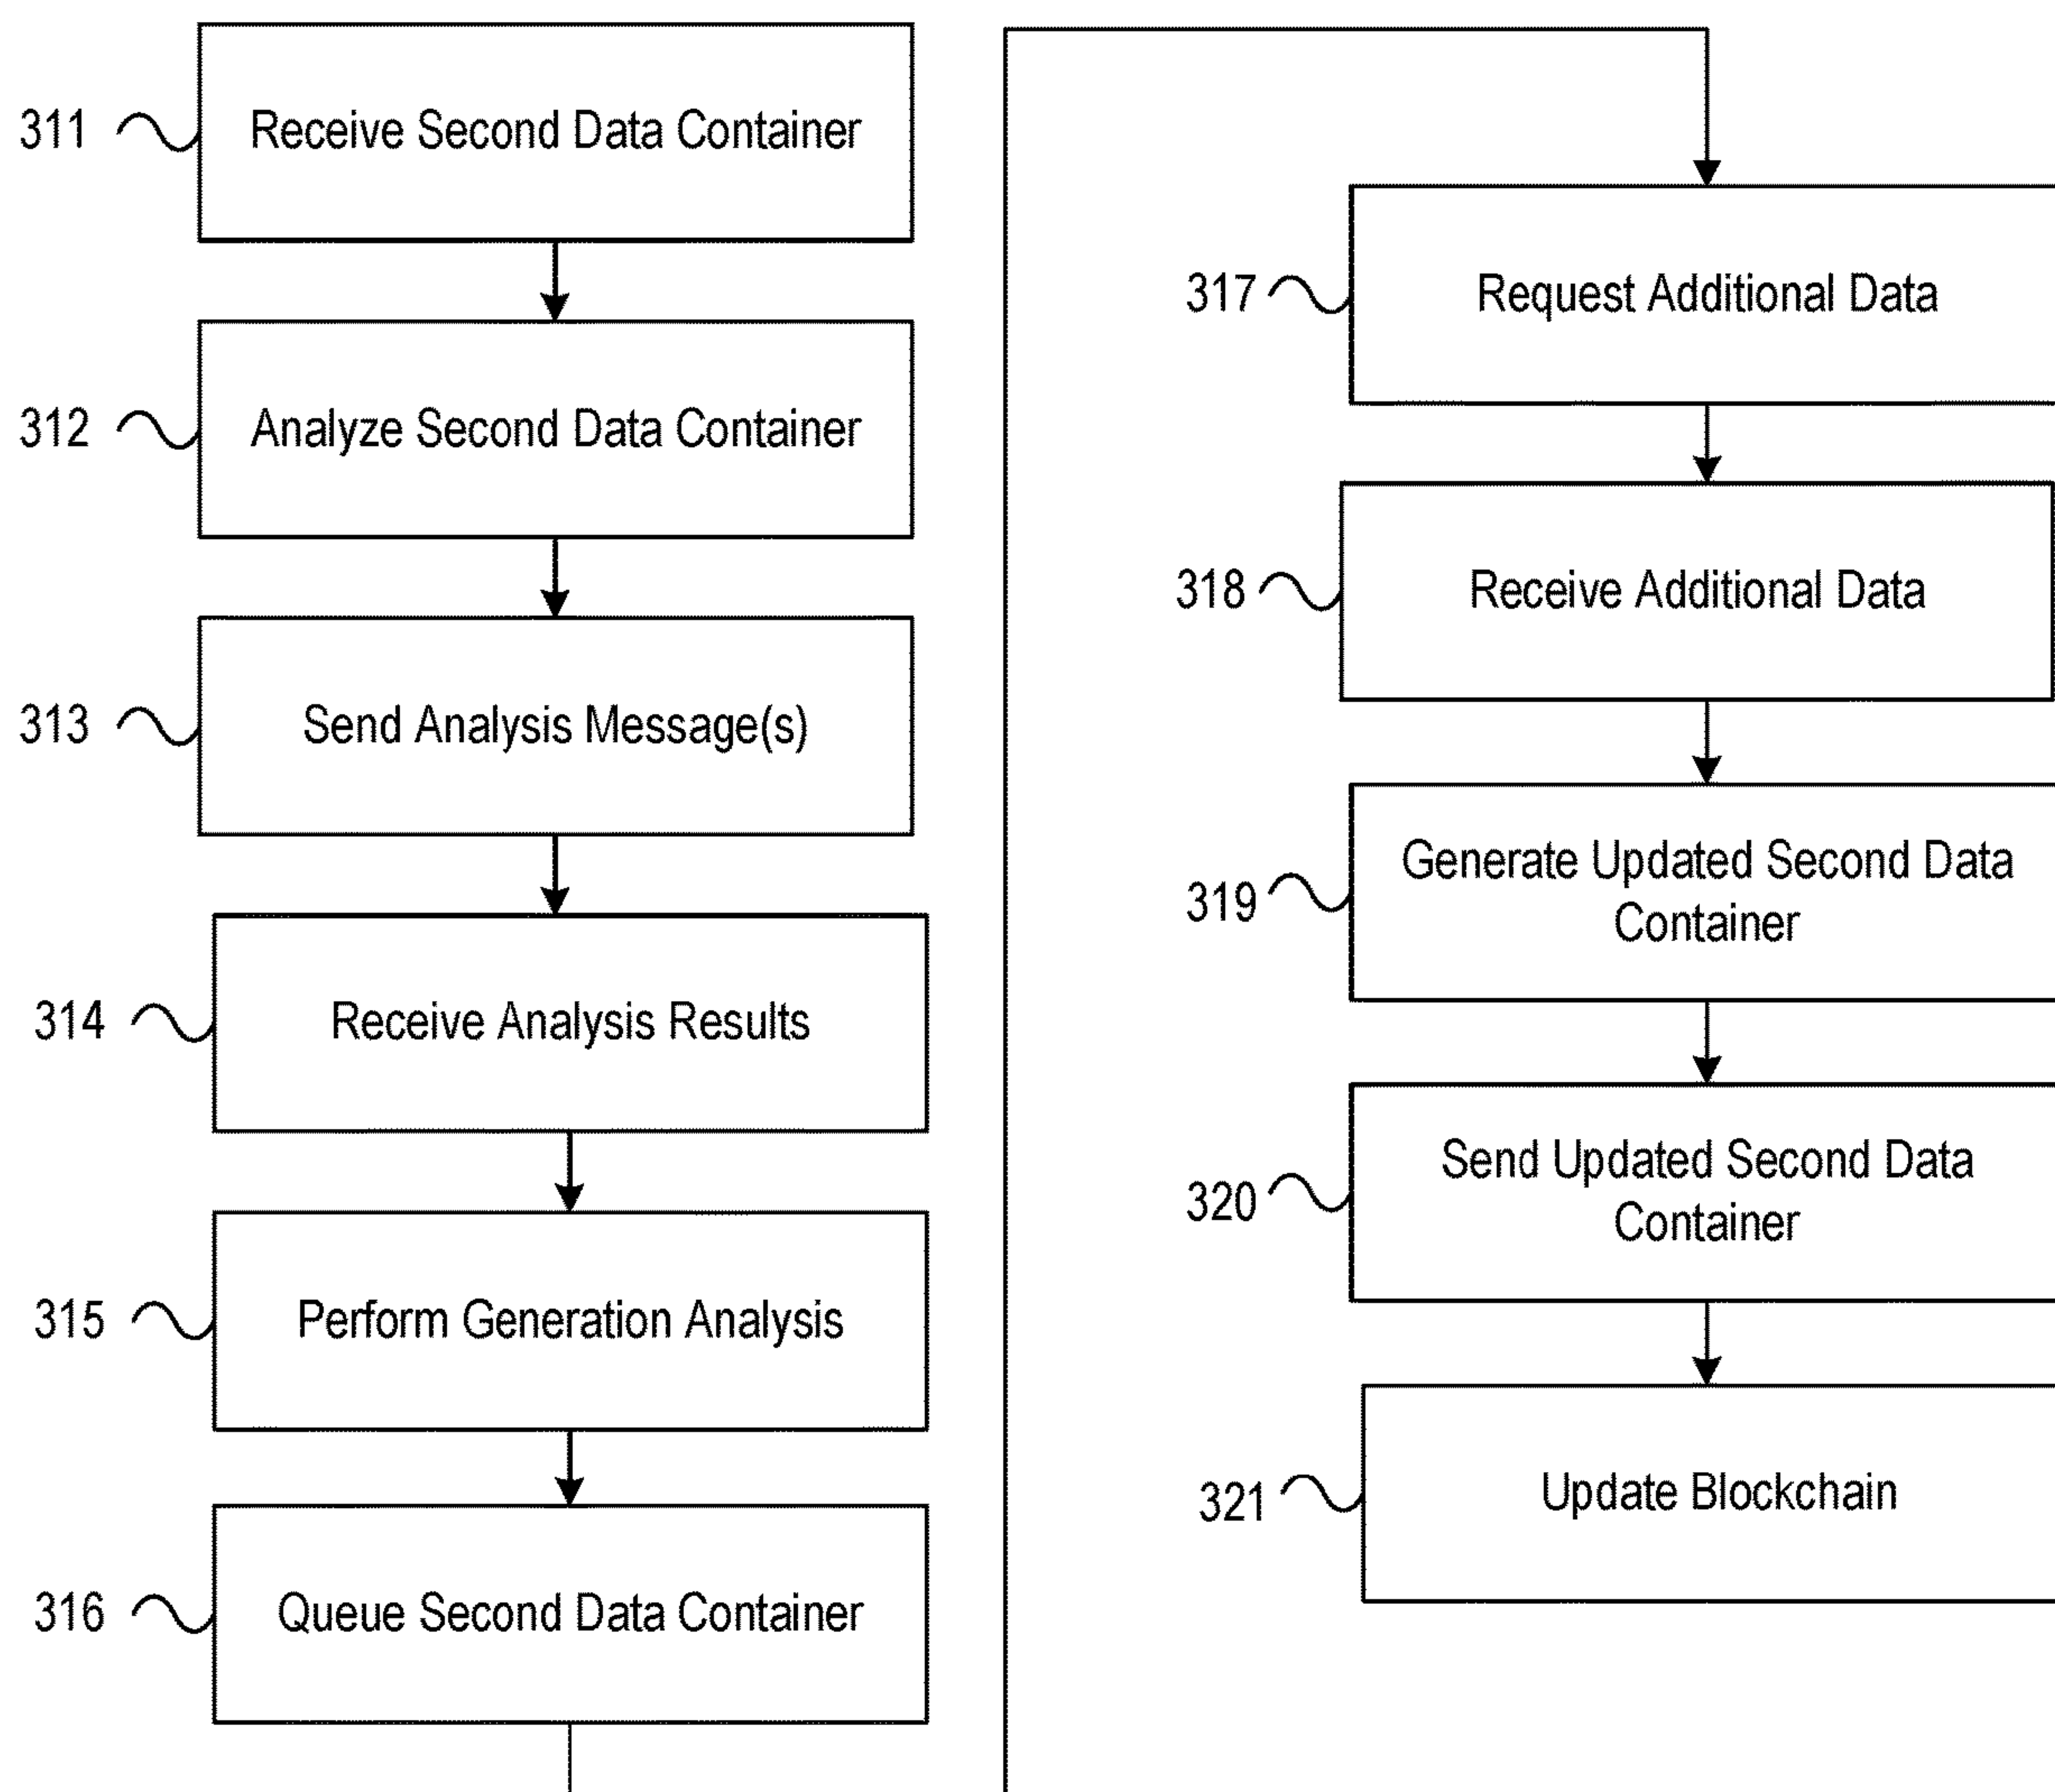 311
Receive Second Data Container
312
Analyze Second Data Container
313
Send Analysis Message(s)
314
Receive Analysis Results
315
Perform Generation Analysis
316
Queue Second Data Container
317
Request Additional Data
318
Receive Additional Data
319
Generate Updated Second Data
Container
320
Send Updated Second Data
Container
321
Update Blockchain